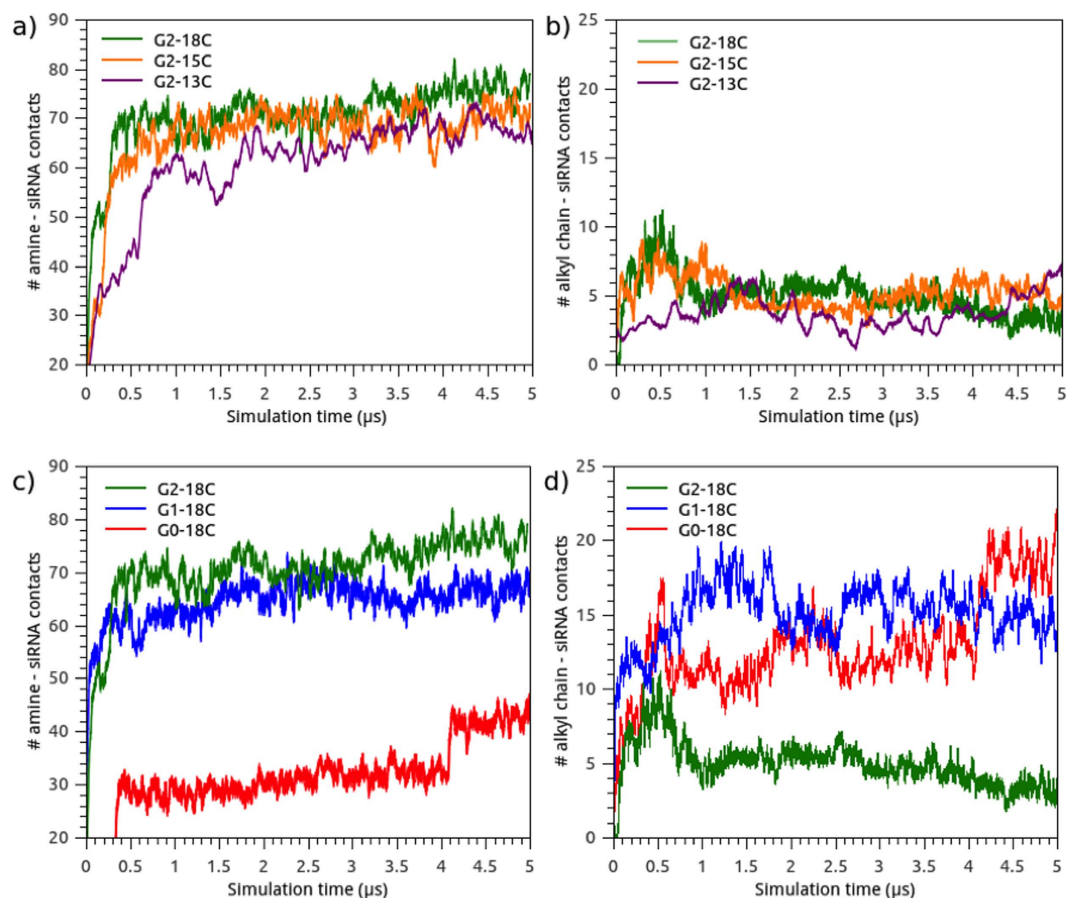 a)
G2-18C
G2-15C
G2-13C
# amine - siRNA contacts
90
80
70
60
50
40
30
20
0 0.5 1 1.5 2 2.5 3 3.5 4 4.5 5
Simulation time (µs)
b)
G2-18C
G2-15C
G2-13C
# alkyl chain - siRNA contacts
25
20
15
10
5
0
0 0.5 1 1.5 2 2.5 3 3.5 4 4.5 5
Simulation time (µs)
c)
G2-18C
G1-18C
G0-18C
# amine - siRNA contacts
90
80
70
60
50
40
30
20
0 0.5 1 1.5 2 2.5 3 3.5 4 4.5 5
Simulation time (µs)
d)
G2-18C
G1-18C
G0-18C
# alkyl chain - siRNA contacts
25
20
15
10
5
0
0 0.5 1 1.5 2 2.5 3 3.5 4 4.5 5
Simulation time (µs)